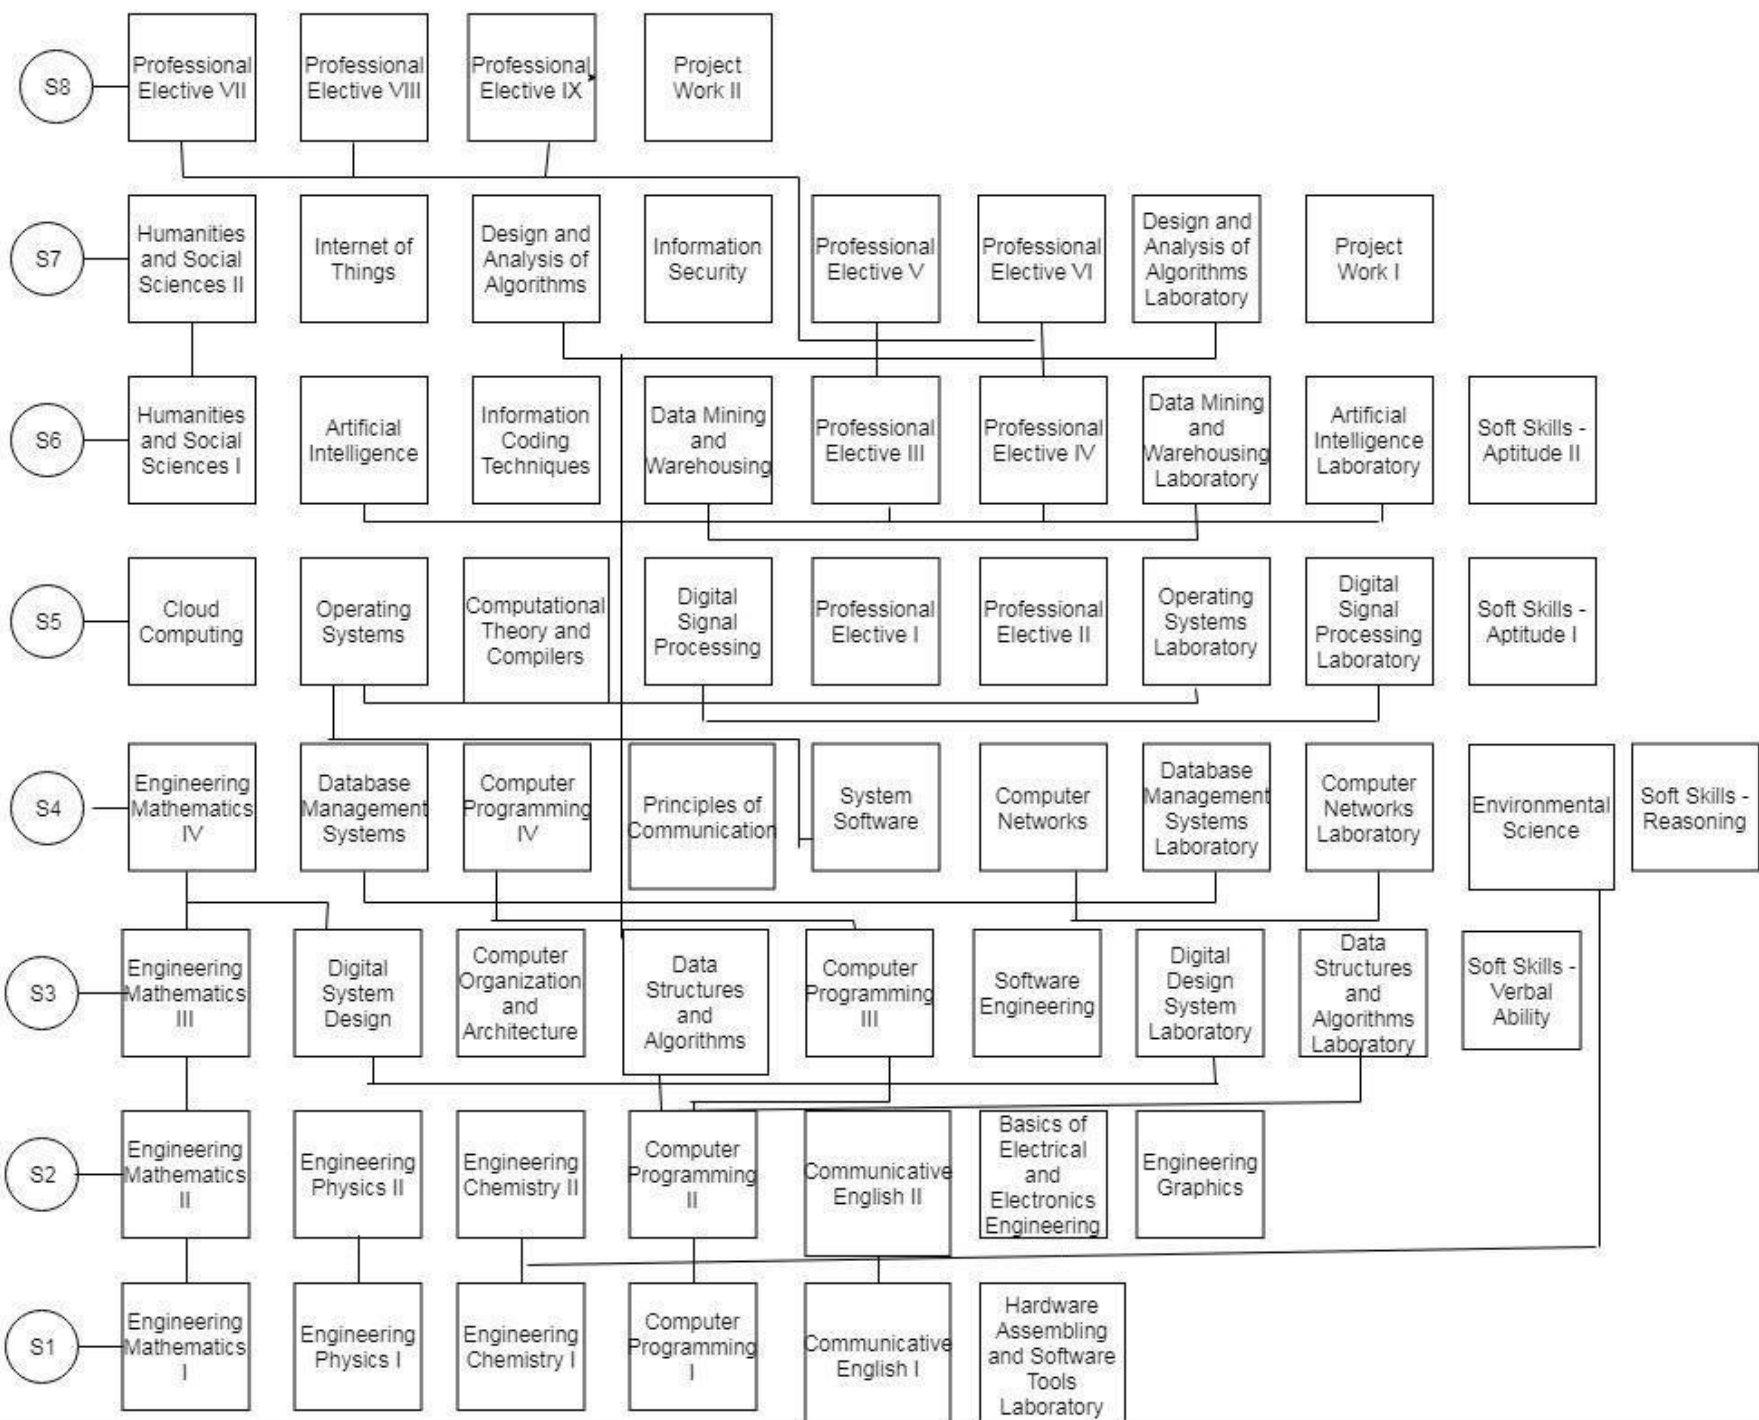 S8
Professional
Elective VII
Professional
Elective VIII
Professional
Elective IX
Project
Work II
S7
Humanities
and Social
Sciences II
Internet of
Things
Design and
Analysis of
Algorithms
Information
Security
Professional
Elective V
Professional
Elective VI
Design and
Analysis of
Algorithms
Laboratory
Project
Work I
S6
Humanities
and Social
Sciences I
Artificial
Intelligence
Information
Coding
Techniques
Data Mining
and
Warehousing
Professional
Elective III
Professional
Elective IV
Data Mining
and
Warehousing
Laboratory
Artificial
Intelligence
Laboratory
Soft Skills -
Aptitude II
S5
Cloud
Computing
Operating
Systems
Computational
Theory and
Compilers
Digital
Signal
Processing
Professional
Elective I
Professional
Elective II
Operating
Systems
Laboratory
Digital
Signal
Processing
Laboratory
Soft Skills -
Aptitude I
S4
Engineering
Mathematics
IV
Database
Management
Systems
Computer
Programming
IV
Principles of
Communication
System
Software
Computer
Networks
Database
Management
Systems
Laboratory
Computer
Networks
Laboratory
Environmental
Science
Soft Skills -
Reasoning
S3
Engineering
Mathematics
III
Digital
System
Design
Computer
Organization
and
Architecture
Data
Structures
and
Algorithms
Computer
Programming
III
Software
Engineering
Digital
Design
System
Laboratory
Data
Structures
and
Algorithms
Laboratory
Soft Skills -
Verbal
Ability
S2
Engineering
Mathematics
II
Engineering
Physics II
Engineering
Chemistry II
Computer
Programming
II
Communicative
English II
Basics of
Electrical
and
Electronics
Engineering
Engineering
Graphics
S1
Engineering
Mathematics
I
Engineering
Physics I
Engineering
Chemistry I
Computer
Programming
I
Communicative
English I
Hardware
Assembling
and Software
Tools
Laboratory